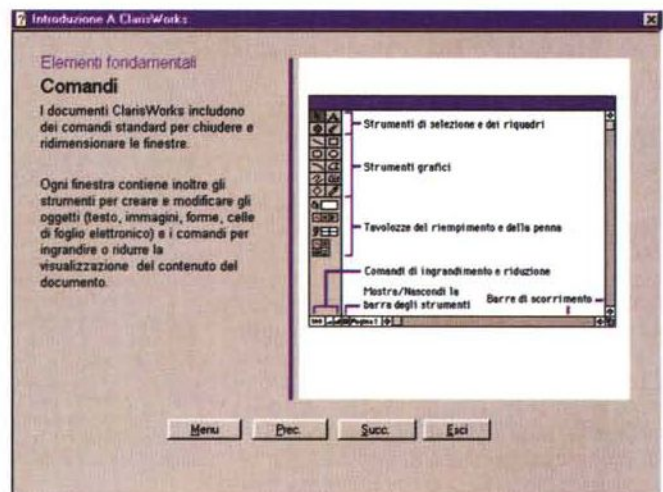 Introduzione A ClarisWorks
Elementi fondamentali
Comandi
I documenti ClarisWorks includono
dei comandi standard per chiudere e
ridimensionare le finestre.
Ogni finestra contiene inoltre gli
strumenti per creare e modificare gli
oggetti (testo, immagini, forme, celle
di foglio elettronico) e i comandi per
ingrandire o ridurre la
visualizzazione del contenuto del
documento.
Strumenti di selezione e dei riquadri
Strumenti grafici
Tavolozze del riempimento e della penna
Comandi di ingrandimento e riduzione
Mostra/Nascondi la
barra degli strumenti
Barre di scorrimento
Pagina 1
Menu
Prec.
Succ.
Esci